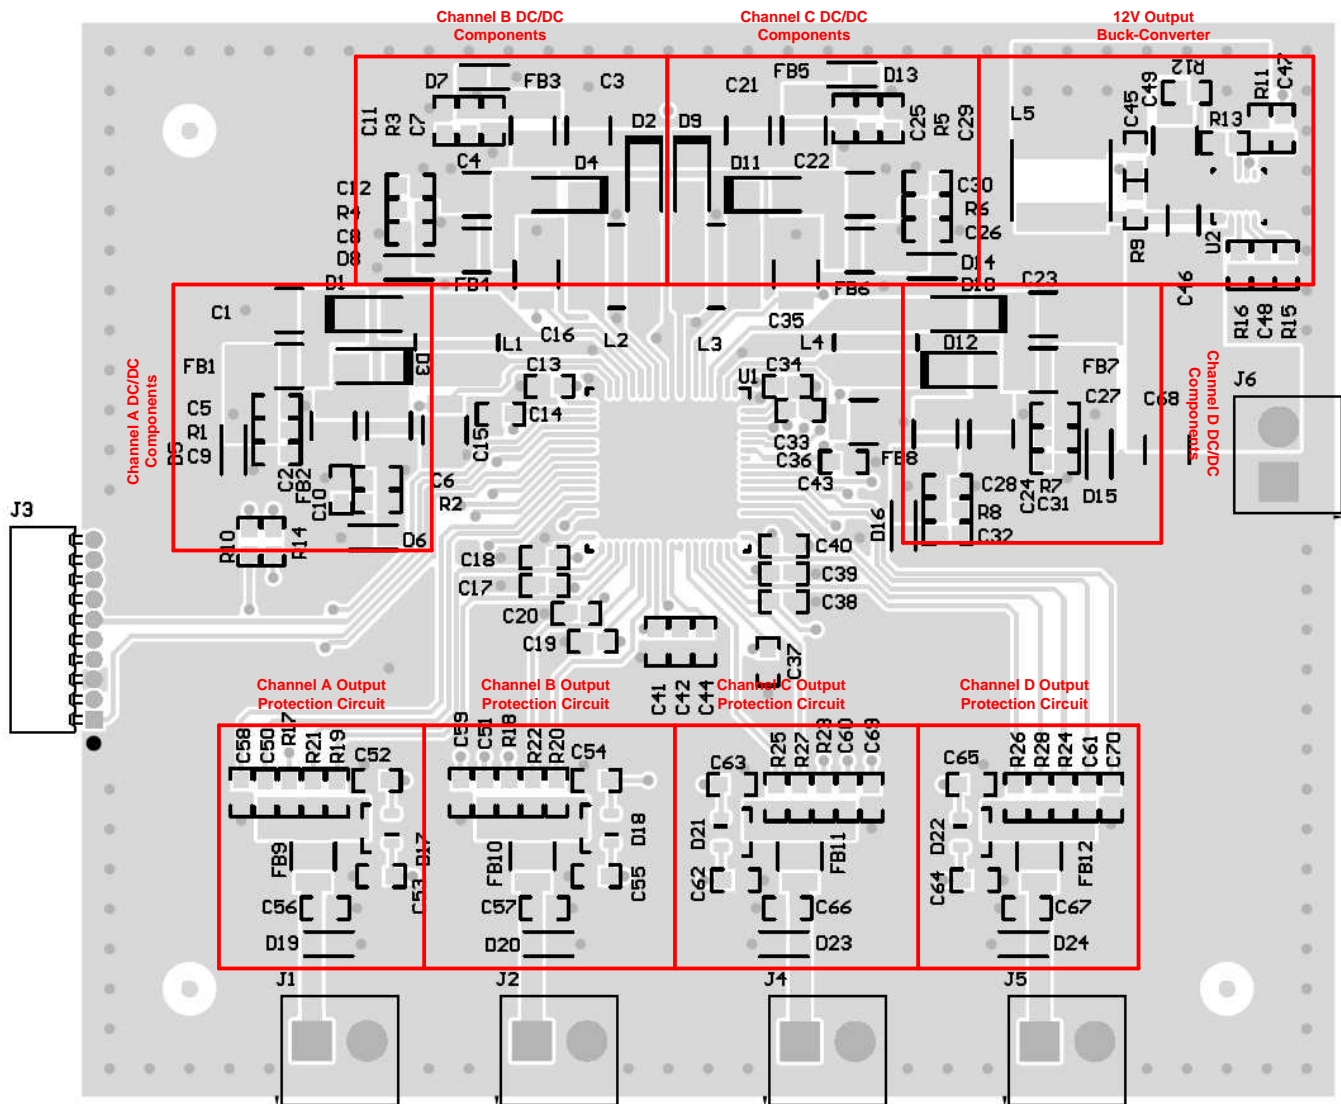 Channel B DC/DC
Components
Channel C DC/DC
Components
12V Output
Buck-Converter
D7
FB3
C3
C21
FB5
D13
C49
R12
R11
C47
C11
R3
C7
D2
D9
C25
R5
C29
L5
C45
R13
C4
D4
D11
C22
C12
R4
C8
D8
C30
R6
C26
D14
R9
U2
FB4
FB6
C46
R16
C48
R15
C1
D1
D10
C23
L1
C16
L2
L3
C35
L4
D12
FB1
D3
C13
U1
C34
FB7
J6
Channel A DC/DC
Components
C5
R1
C9
D5
C14
C15
C33
C36
C43
FB8
C27
C68
Channel D DC/DC
Components
C2
FB2
C10
C6
R2
D6
C28
R8
C32
D16
C24
R7
C31
D15
J3
R10
R14
C18
C17
C20
C19
C40
C39
C38
C37
C41
C42
C44
Channel A Output
Protection Circuit
Channel B Output
Protection Circuit
Channel C Output
Protection Circuit
Channel D Output
Protection Circuit
C58
C50
R17
R21
R19
C52
C59
C51
R18
R22
R20
C54
C63
R25
R27
R23
C60
C69
C65
R26
R28
R24
C61
C70
FB9
D17
C53
FB10
D18
C55
D21
C62
FB11
D22
C64
FB12
C56
C57
C66
C67
D19
D20
D23
D24
J1
J2
J4
J5